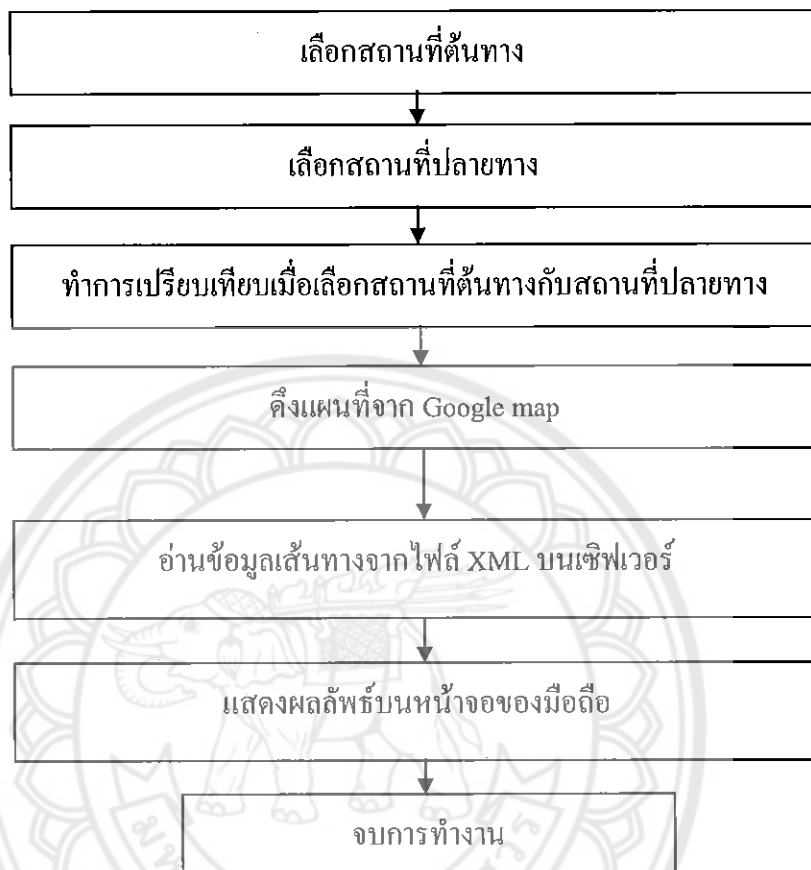 เลือกสถานที่ต้นทาง
เลือกสถานที่ปลายทาง
ทำการเปรียบเทียบเมื่อเลือกสถานที่ต้นทางกับสถานที่ปลายทาง
ดึงแผนที่จาก Google map
อ่านข้อมูลเส้นทางจากไฟล์ XML บนเซิฟเวอร์
แสดงผลลัพธ์บนหน้าจอของมือถือ
จบการทำงาน